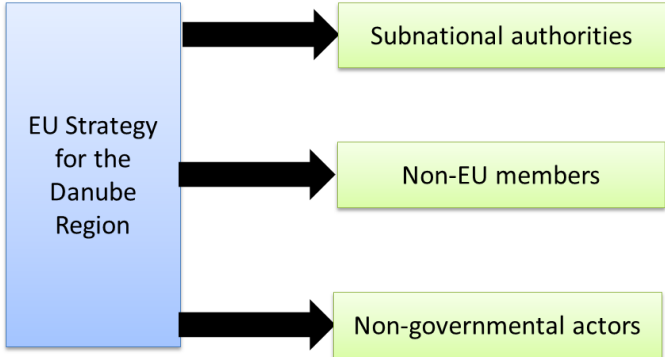 EU Strategy
for the
Danube
Region
Subnational authorities
Non-EU members
Non-governmental actors